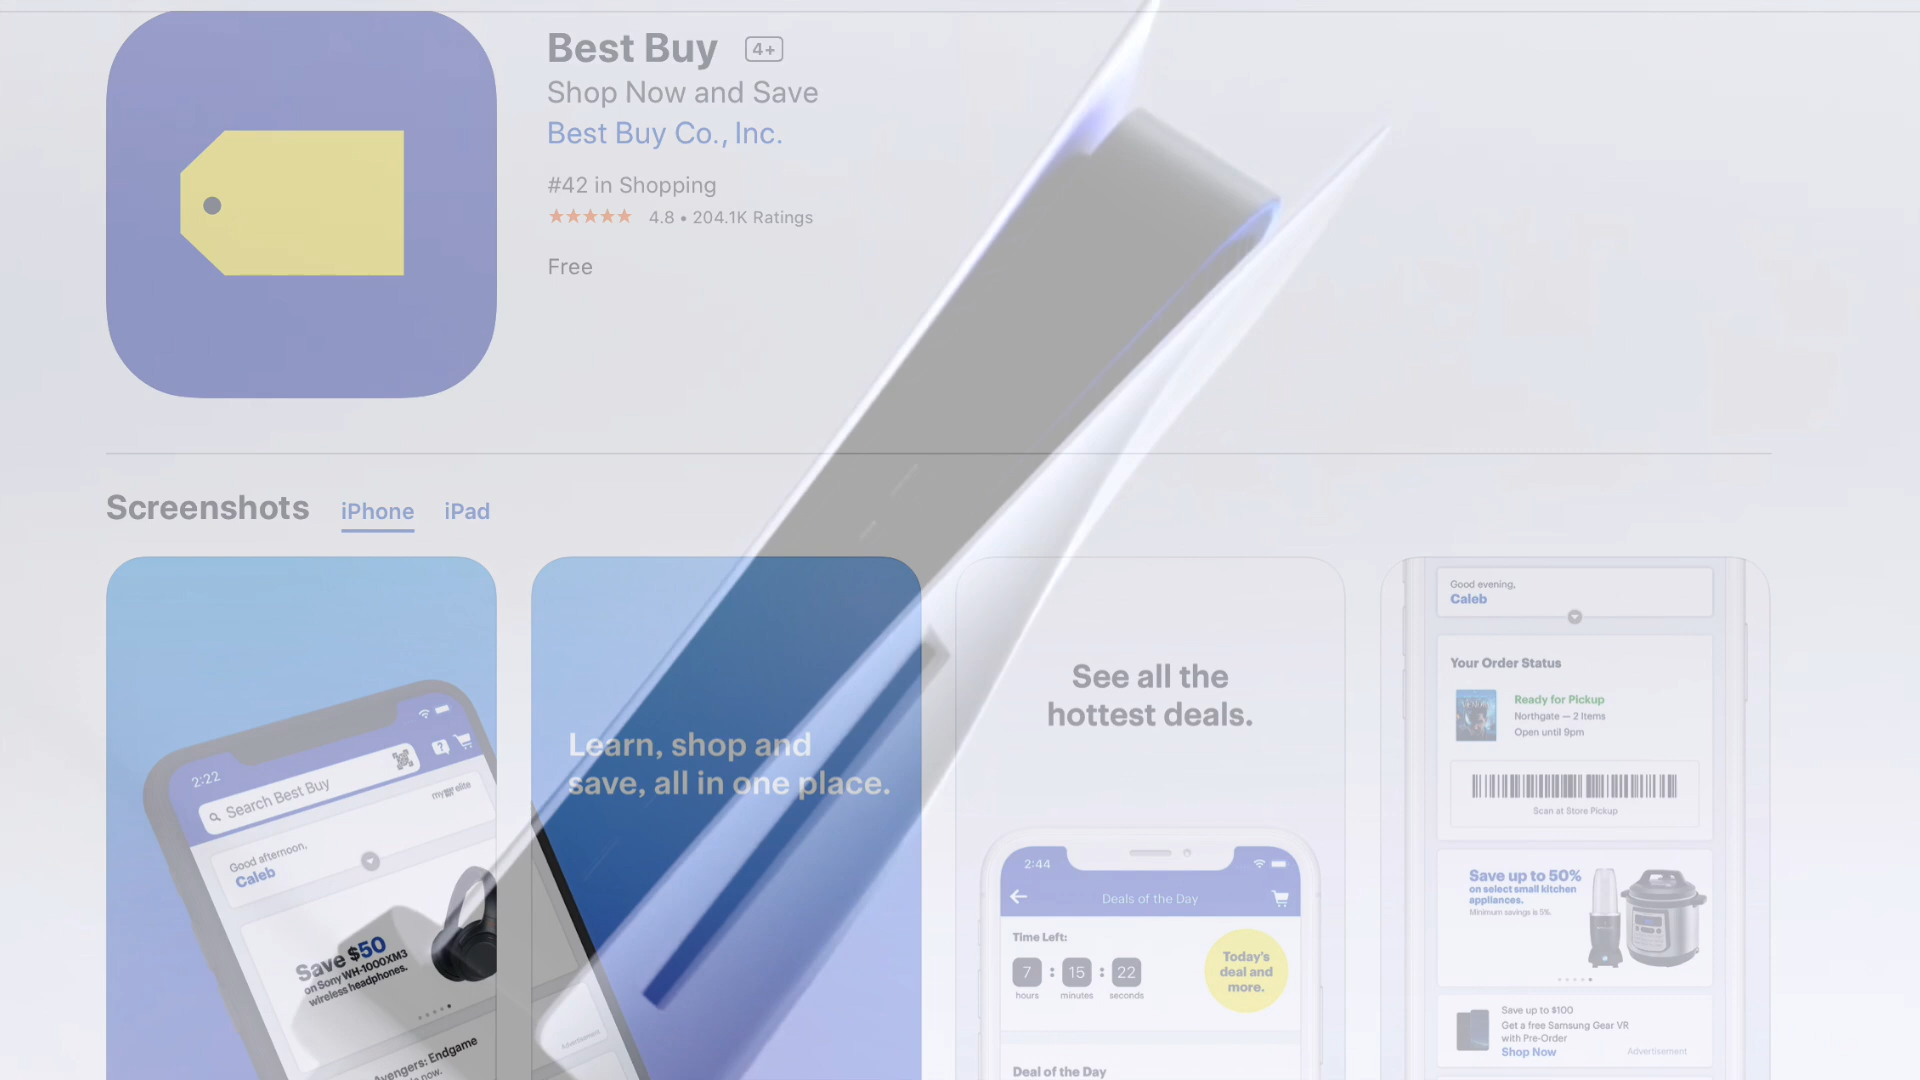 Best Buy 4+
Shop Now and Save
Best Buy Co., Inc.
#42 in Shopping
4.8 • 204.1K Ratings
Free
Screenshots iPhone iPad
2:22
Search Best Buy
Good afternoon,
Caleb
Save $50
on Sony WH-1000XM3
wireless headphones.
Advertisement
Avengers: Endgame
now.
Learn, shop and
save, all in one place.
See all the
hottest deals.
2:44
Deals of the Day
Time Left:
7 : 15 : 22
hours minutes seconds
Today's
deal and
more.
Deal of the Day
Good evening,
Caleb
Your Order Status
Ready for Pickup
Northgate — 2 Items
Open until 9pm
Scan at Store Pickup
Save up to 50%
on select small kitchen
appliances.
Minimum savings is 5%.
Save up to $100
Get a free Samsung Gear VR
with Pre-Order
Shop Now
Advertisement